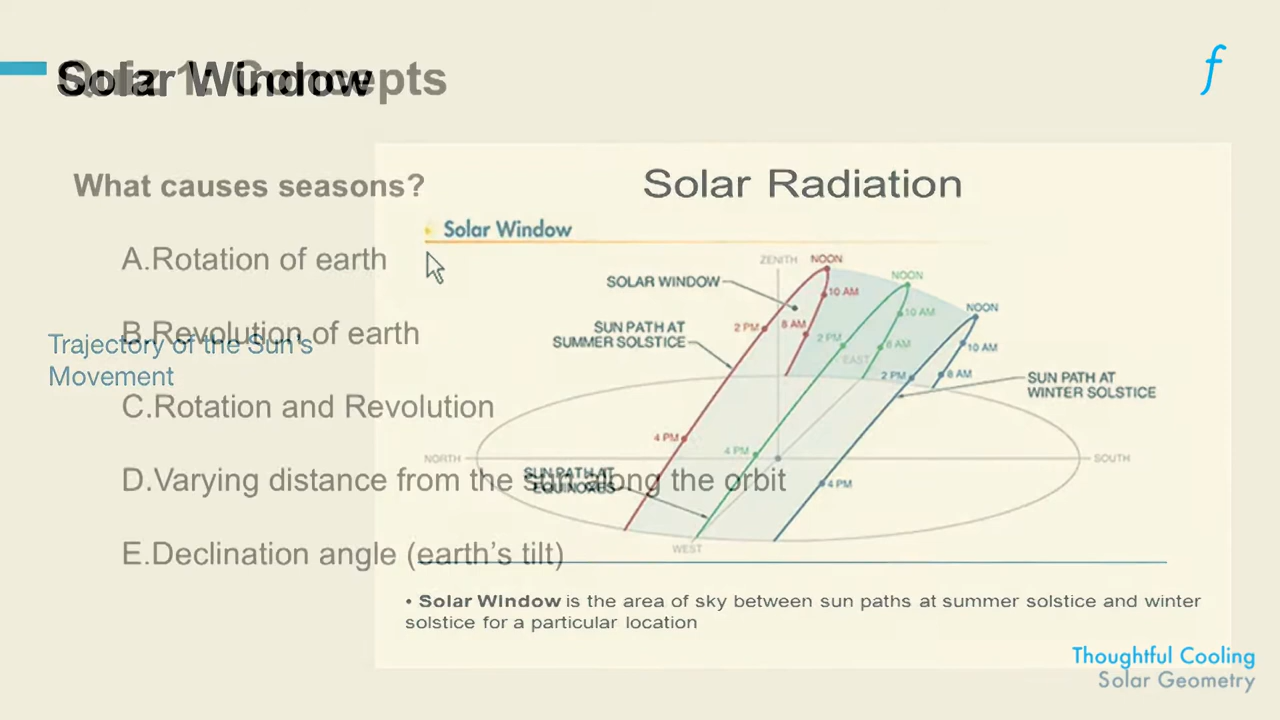 Solar Window
Quiz 1: Concepts
f
What causes seasons?
A.Rotation of earth
B.Revolution of earth
C.Rotation and Revolution
D.Varying distance from the sun along the orbit
E.Declination angle (earth's tilt)
Trajectory of the Sun's
Movement
Solar Radiation
Solar Window
ZENITH
NOON
NOON
NOON
SOLAR WINDOW
10 AM
10 AM
10 AM
SUN PATH AT
SUMMER SOLSTICE
2 PM
8 AM
2 PM
8 AM
EAST
2 PM
8 AM
SUN PATH AT
WINTER SOLSTICE
4 PM
4 PM
4 PM
NORTH
SOUTH
SUN PATH AT
EQUINOXES
WEST
• Solar Window is the area of sky between sun paths at summer solstice and winter
solstice for a particular location
Thoughtful Cooling
Solar Geometry